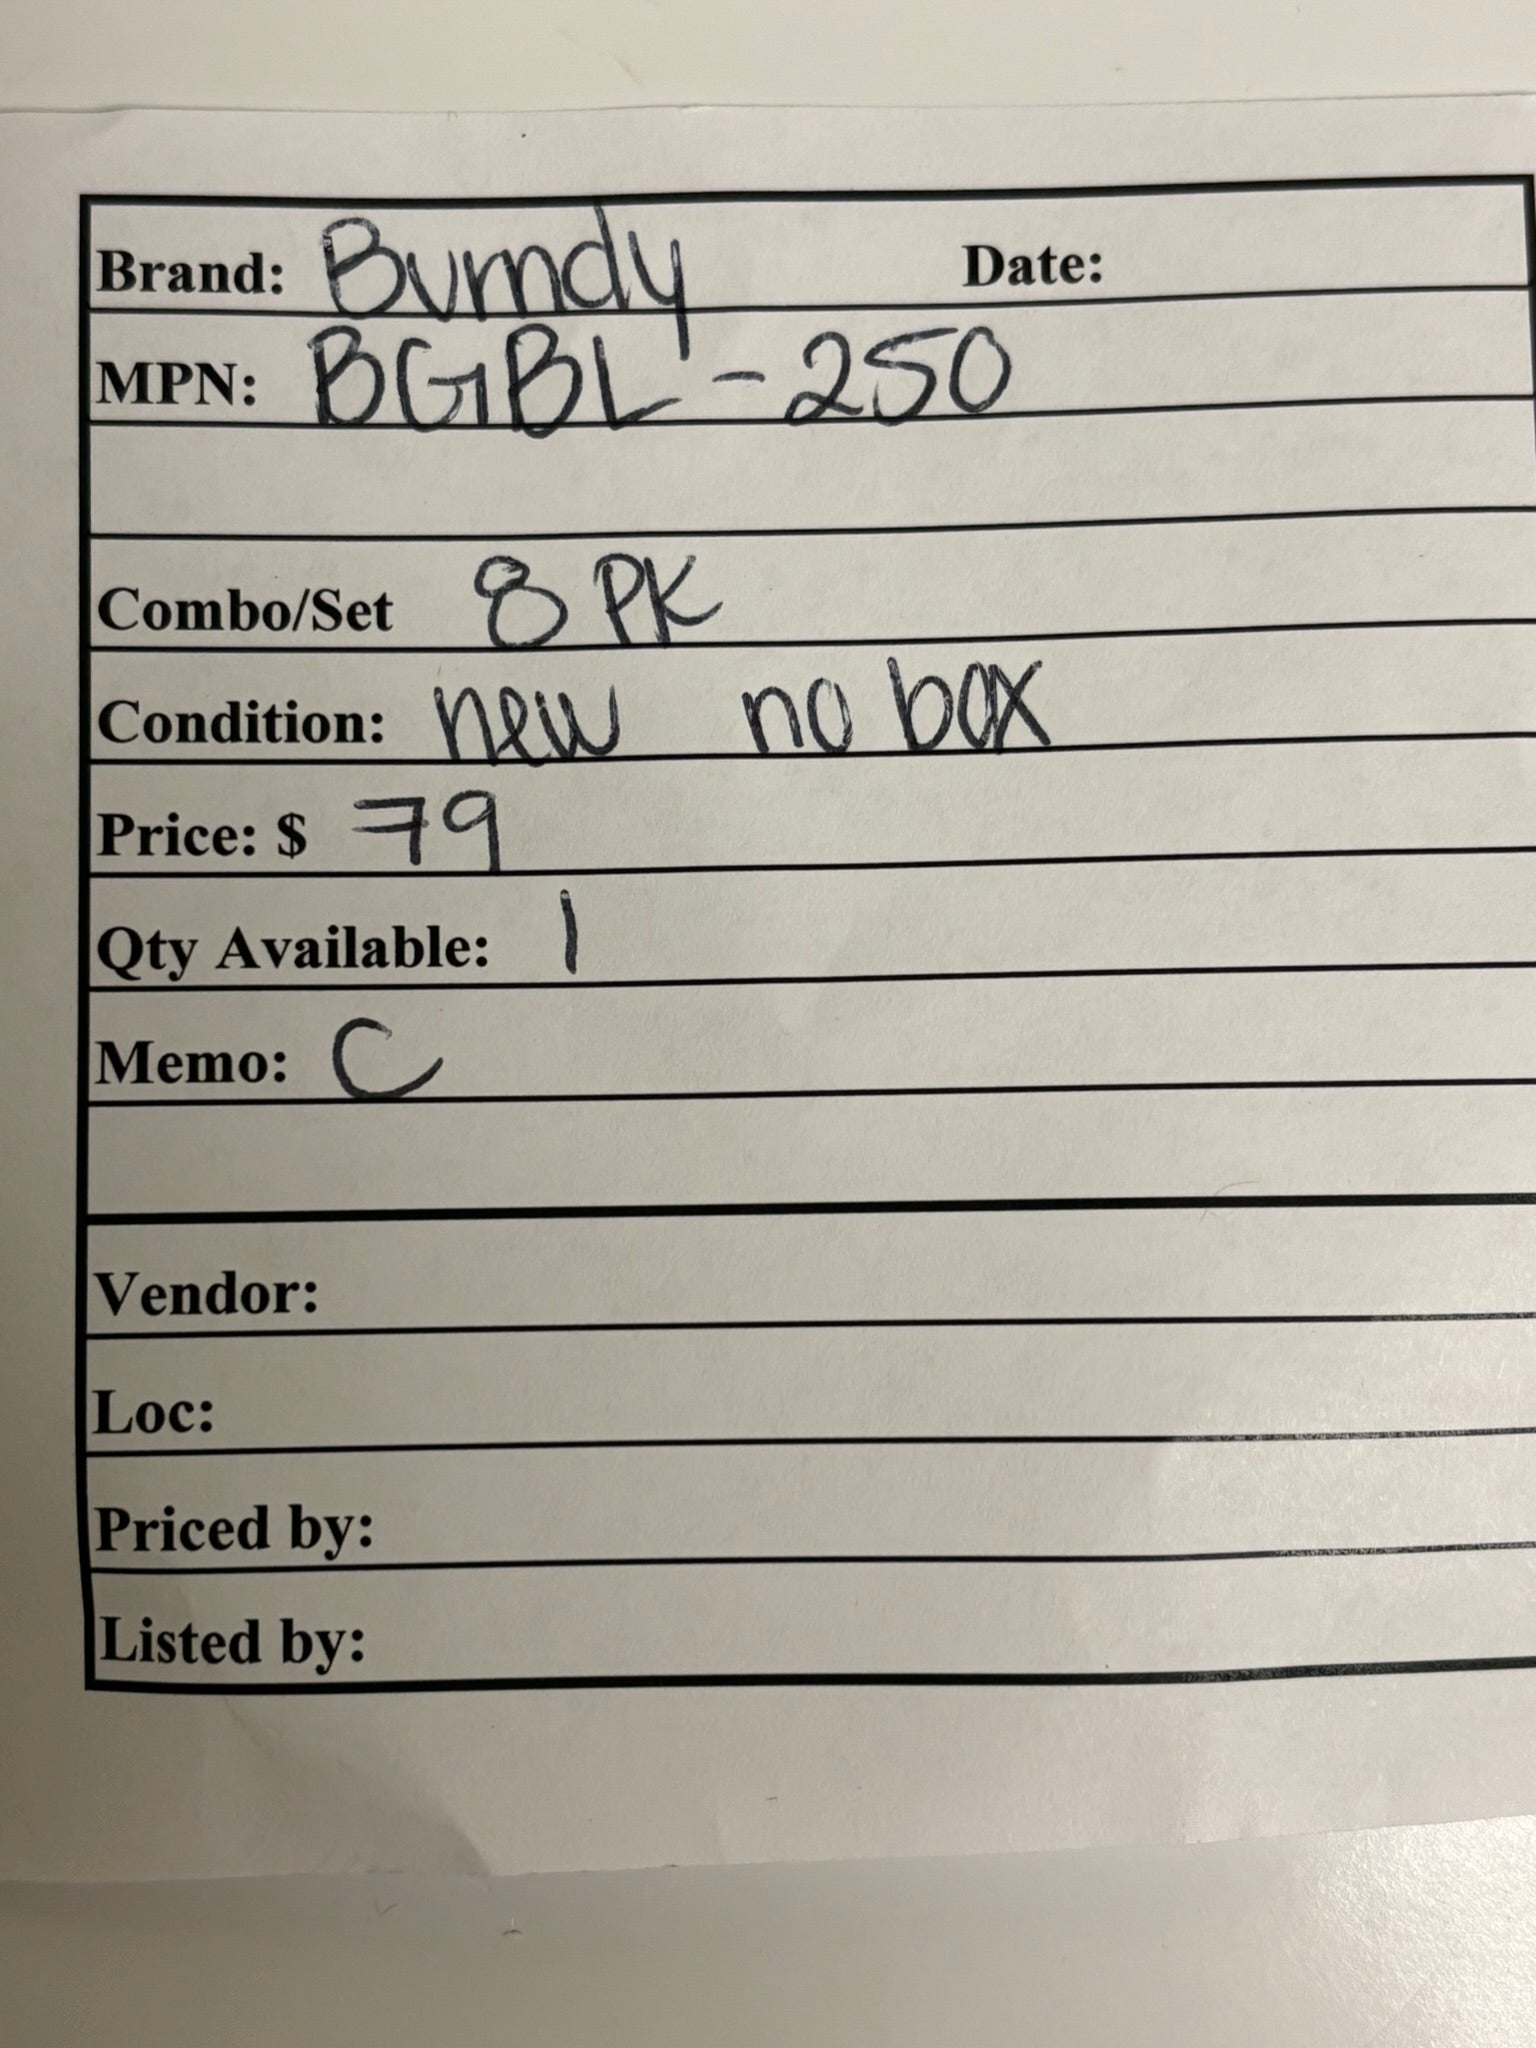 Brand: Burndy Date:
MPN: BGBL-250
Combo/Set 8 PK
Condition: new no box
Price: $ 79
Qty Available: 1
Memo: C
Vendor:
Loc:
Priced by:
Listed by: